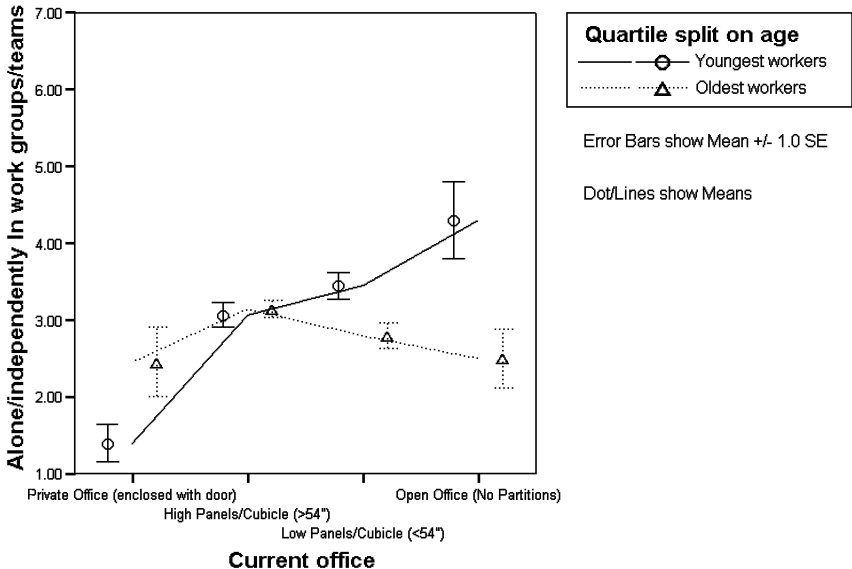 Alone/independently In work groups/teams
7.00
6.00
5.00
4.00
3.00
2.00
1.00
Private Office (enclosed with door)
High Panels/Cubicle (>54")
Low Panels/Cubicle (<54")
Open Office (No Partitions)
Current office
Quartile split on age
Youngest workers
Oldest workers
Error Bars show Mean +/- 1.0 SE
Dot/Lines show Means